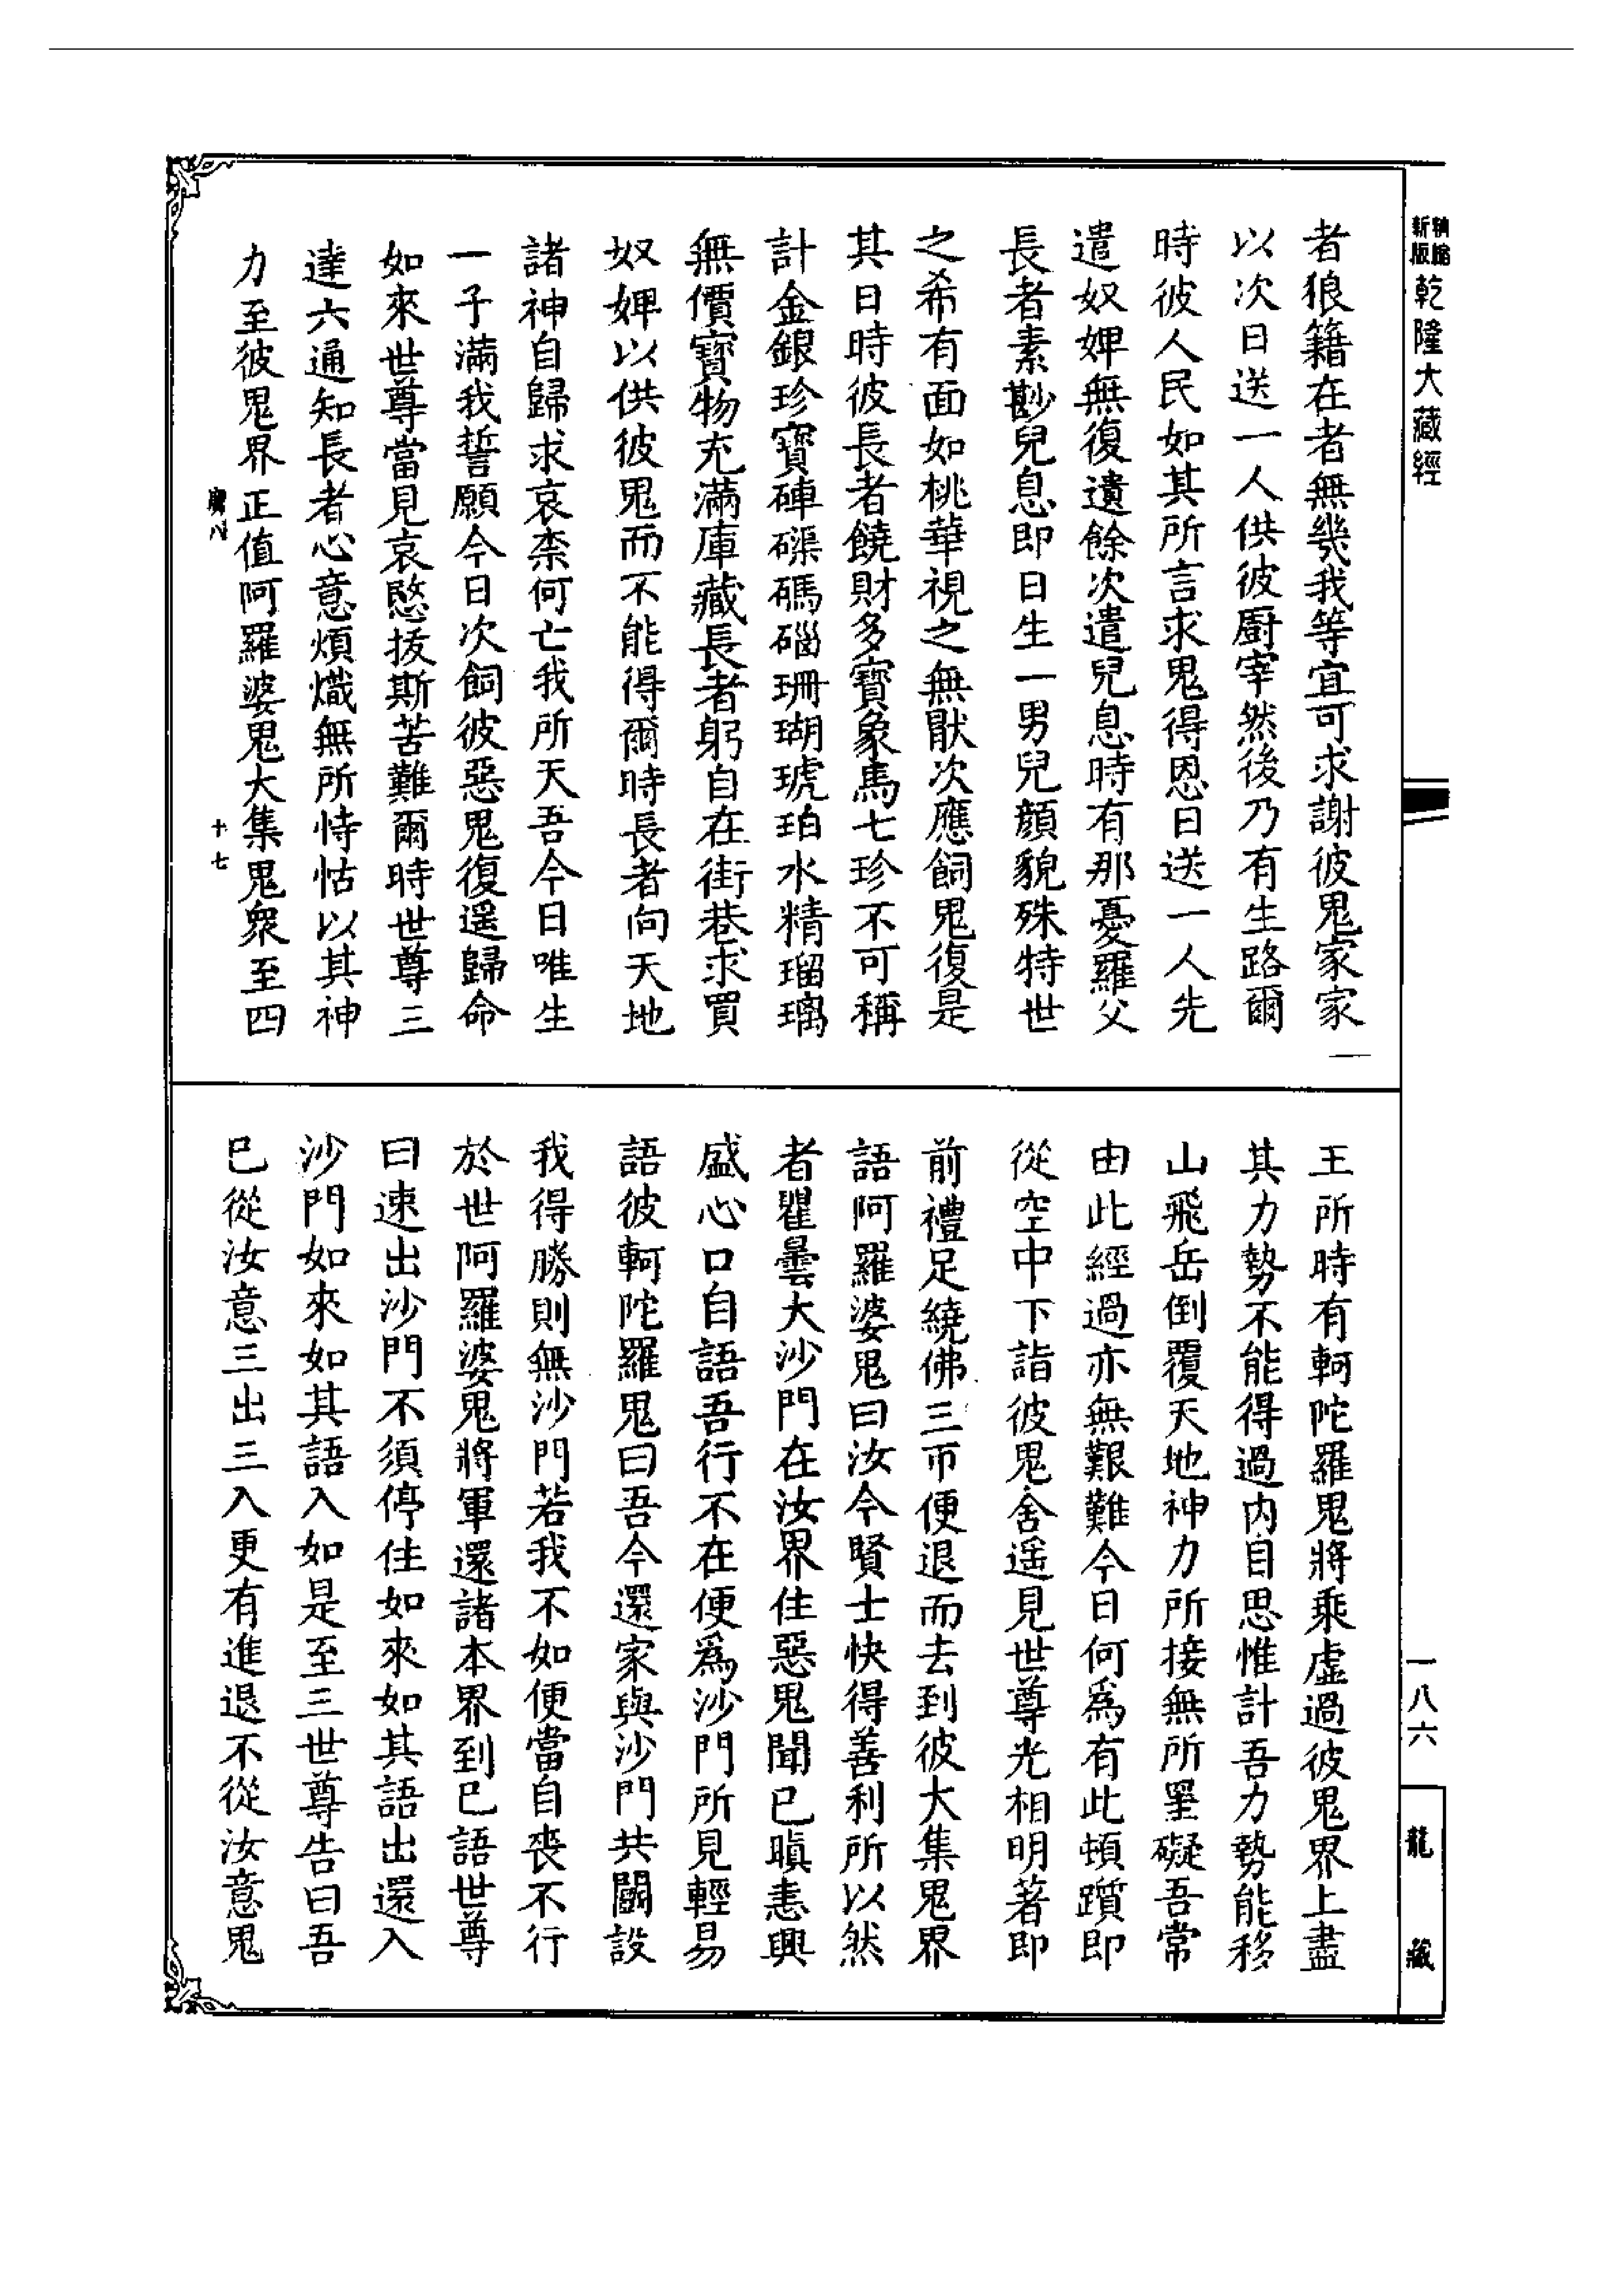 精縮
新版
乾隆大藏經
一八六
龍藏
者狼籍在者無幾我等宜可求謝彼鬼家家
以次日送一人供彼厨宰然後乃有生路爾
時彼人民如其所言求鬼得恩日送一人先
遣奴婢無復遺餘次遣兒息時有那憂羅父
長者素尠兒息即日生一男兒顏貌殊特世
之希有面如桃華視之無厭次應飼鬼復是
其日時彼長者饒財多寶象馬七珍不可稱
計金銀珍寶硨磲碼碯珊瑚琥珀水精瑠璃
無價寶物充滿庫藏長者躬自在街巷求買
奴婢以供彼鬼而不能得爾時長者向天地
諸神自歸求哀柰何亡我所天吾今日唯生
一子滿我誓願今日次飼彼惡鬼復遥歸命
如來世尊當見哀愍拔斯苦難爾時世尊三
達六通知長者心意煩熾無所恃怙以其神
力至彼鬼界正值阿羅婆鬼大集鬼衆至四
十七
王所時有軻陀羅鬼將乘虛過彼鬼界上盡
其力勢不能得過内自思惟計吾力勢能移
山飛岳倒覆天地神力所接無所罣礙吾常
由此經過亦無艱難今日何爲有此頓躓即
從空中下詣彼鬼舍遥見世尊光相明著即
前禮足繞佛三帀便退而去到彼大集鬼界
語阿羅婆鬼曰汝今賢士快得善利所以然
者瞿曇大沙門在汝界住惡鬼聞已瞋恚興
盛心口自語吾行不在便爲沙門所見輕易
語彼軻陀羅鬼曰吾今還家與沙門共鬭設
我得勝則無沙門若我不如便當自喪不行
於世阿羅婆鬼將軍還諸本界到已語世尊
曰速出沙門不須停住如來如其語出還入
沙門如來如其語入如是至三世尊告曰吾
已從汝意三出三入更有進退不從汝意鬼